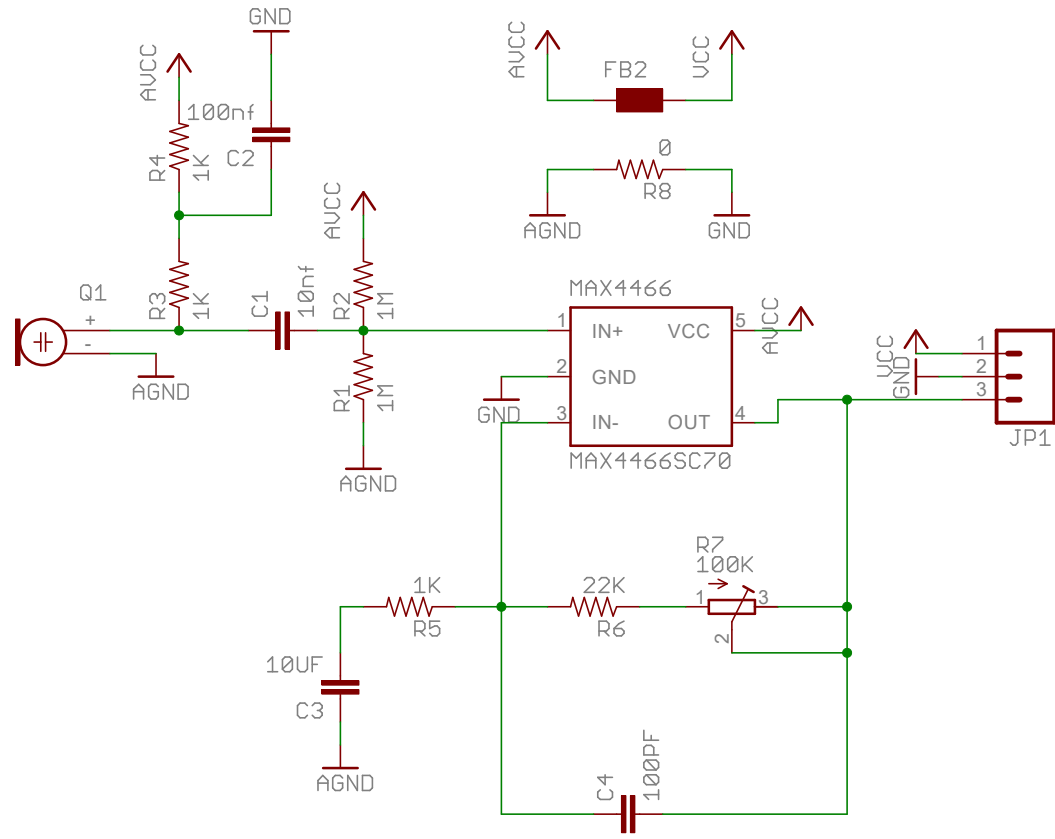 GND
AVCC
100nf
C2
R4
1K
AVCC
VCC
FB2
0
R8
AGND
GND
AVCC
Q1
+
-
R3
1K
C1
10nf
R2
1M
AGND
R1
1M
AGND
MAX4466
1
IN+
VCC
5
AVCC
2
GND
GND
3
IN-
OUT
4
MAX4466SC70
VCC
GND
1
2
3
JP1
R7
100K
1K
R5
22K
R6
1
3
2
10UF
C3
AGND
C4
100PF